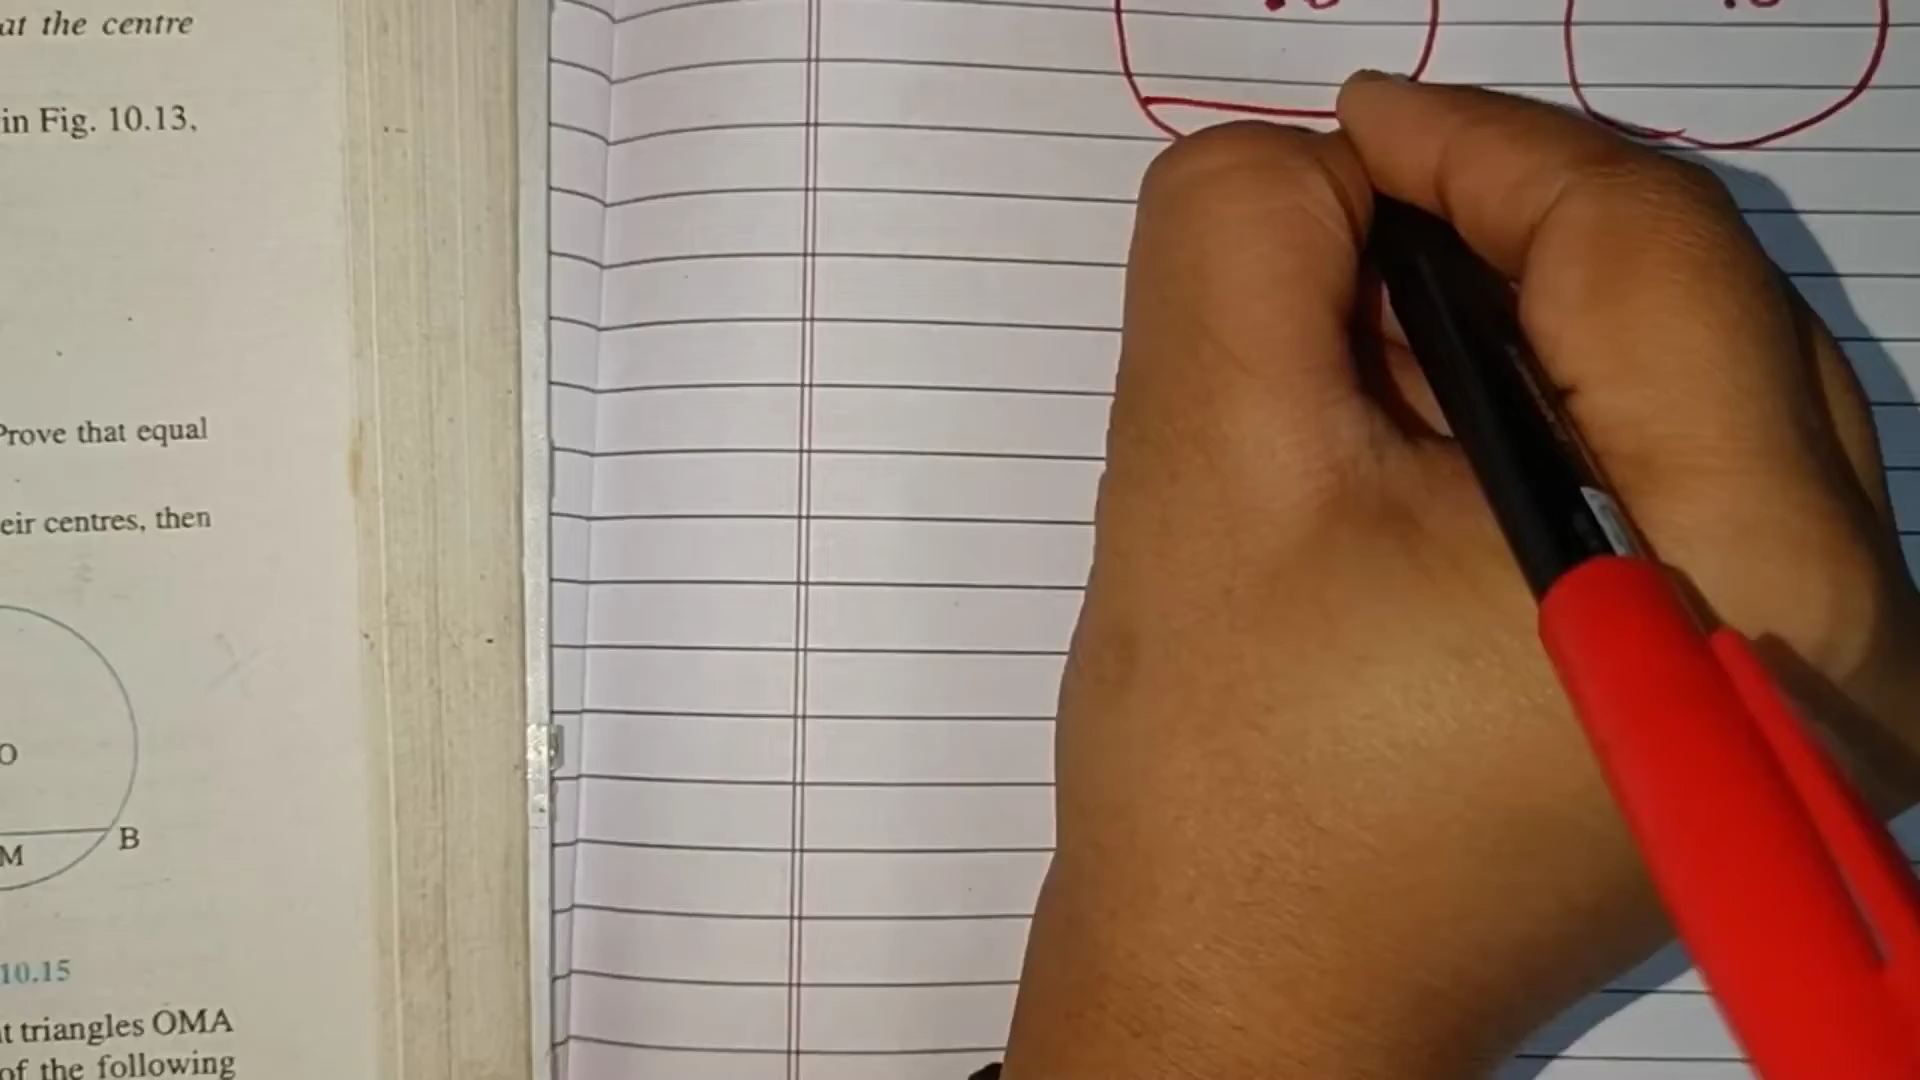 at the centre
in Fig. 10.13,
Prove that equal
eir centres, then
O
B
M
10.15
t triangles OMA
of the following